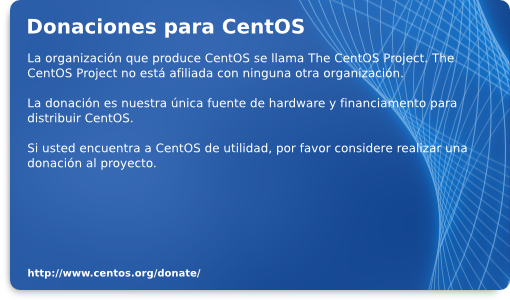 Donaciones para CentOS
La organización que produce CentOS se llama The CentOS Project. The
CentOS Project no está afiliada con ninguna otra organización.
La donación es nuestra única fuente de hardware y financiamento para
distribuir CentOS.
Si usted encuentra a CentOS de utilidad, por favor considere realizar una
donación al proyecto.
http://www.centos.org/donate/